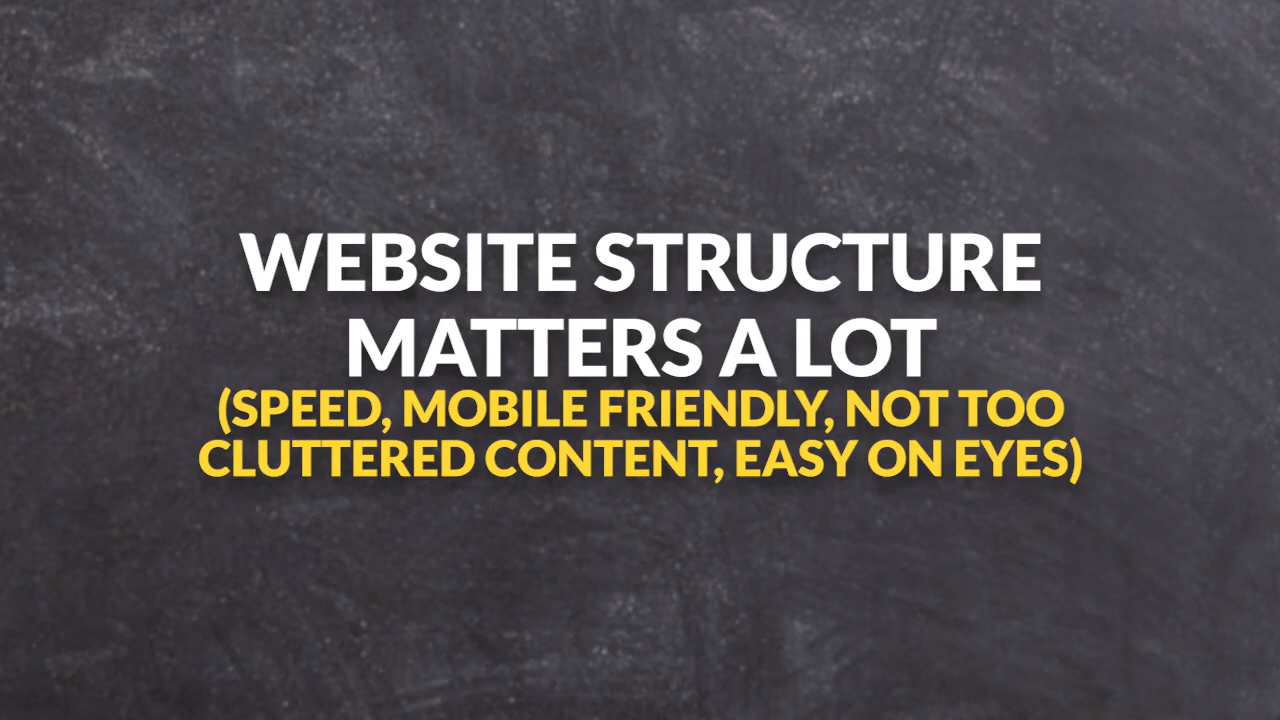 WEBSITE STRUCTURE
MATTERS A LOT
(SPEED, MOBILE FRIENDLY, NOT TOO
CLUTTERED CONTENT, EASY ON EYES)